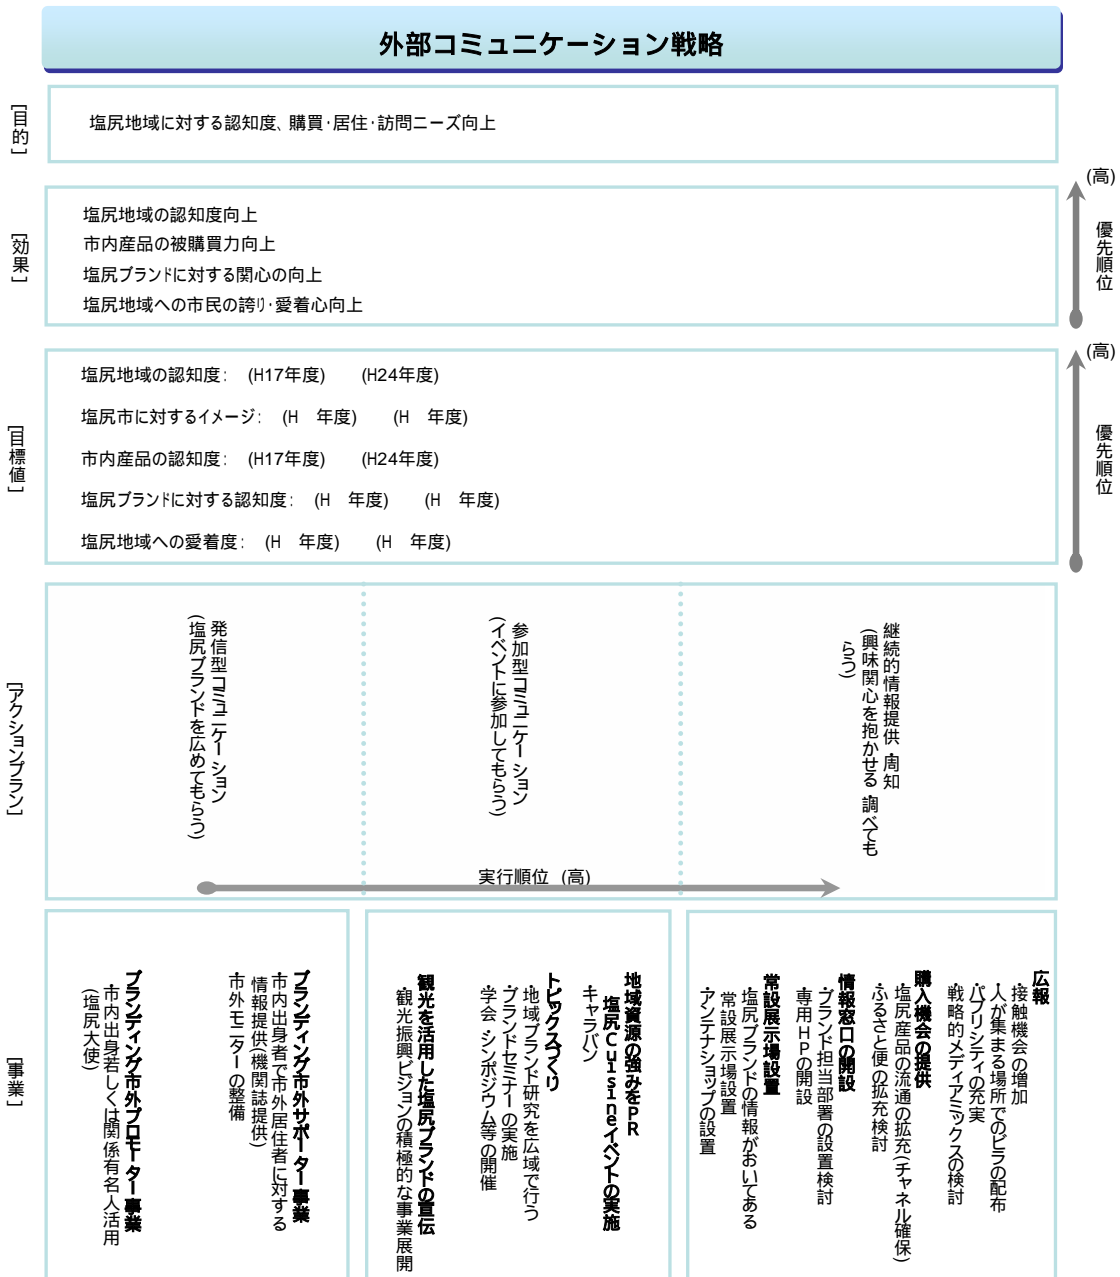 外部コミュニケーション戦略
[目的]
塩尻地域に対する認知度、購買・居住・訪問ニーズ向上
[効果]
塩尻地域の認知度向上
市内産品の被購買力向上
塩尻ブランドに対する関心の向上
塩尻地域への市民の誇り・愛着心向上
(高)
優先順位
[目標値]
塩尻地域の認知度： (H17年度) (H24年度)
塩尻市に対するイメージ： (H 年度) (H 年度)
市内産品の認知度： (H17年度) (H24年度)
塩尻ブランドに対する認知度： (H 年度) (H 年度)
塩尻地域への愛着度： (H 年度) (H 年度)
(高)
優先順位
[アクションプラン]
継続的情報提供・周知
(興味関心を抱かせる・調べても
らう)
参加型コミュニケーション
(イベントに参加してもらう)
発信型コミュニケーション
(塩尻ブランドを広めてもらう)
実行順位 (高)
[事業]
広報
・接触機会の増加
・人が集まる場所でのビラの配布
・パブリシティの充実
・戦略的メディアミックスの検討
購入機会の提供
・塩尻産品の流通の拡充(チャネル確保)
・ふるさと便の拡充検討
情報窓口の開設
・ブランド担当部署の設置検討
・専用ＨＰの開設
常設展示場設置
・塩尻ブランドの情報がおいてある
常設展示場設置
・アンテナショップの設置
地域資源の強みをＰＲ
塩尻Ｃｕｉｓｉｎｅイベントの実施
・キャラバン
トピックスづくり
・地域ブランド研究を広域で行う
・ブランドセミナーの実施
・学会・シンポジウム等の開催
観光を活用した塩尻ブランドの宣伝
・観光振興ビジョンの積極的な事業展開
ブランディング市外サポーター事業
・市内出身者で市外居住者に対する
情報提供(機関誌提供)
・市外モニターの整備
ブランディング市外プロモーター事業
・市内出身若しくは関係有名人活用
(塩尻大使)